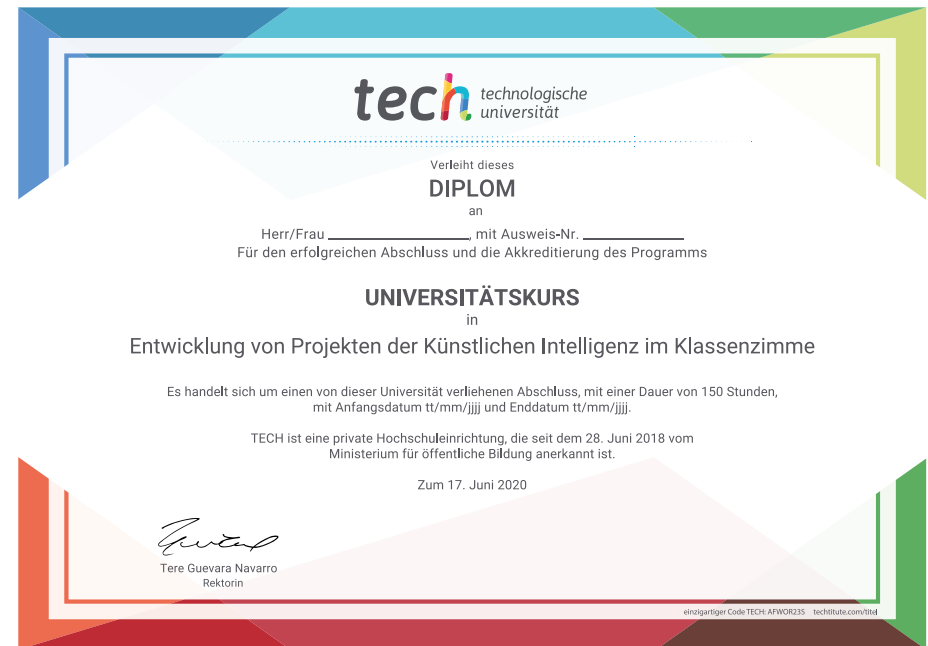 tech technologische
universität
Verleiht dieses
DIPLOM
an
Herr/Frau ____________, mit Ausweis-Nr. ____________
Für den erfolgreichen Abschluss und die Akkreditierung des Programms
UNIVERSITÄTSKURS
in
Entwicklung von Projekten der Künstlichen Intelligenz im Klassenzimme
Es handelt sich um einen von dieser Universität verliehenen Abschluss, mit einer Dauer von 150 Stunden,
mit Anfangsdatum tt/mm/jjjj und Enddatum tt/mm/jjjj.
TECH ist eine private Hochschuleinrichtung, die seit dem 28. Juni 2018 vom
Ministerium für öffentliche Bildung anerkannt ist.
Zum 17. Juni 2020
Tere Guevara Navarro
Rektorin
einzigartiger Code TECH: AFWOR23S techtitute.com/titel